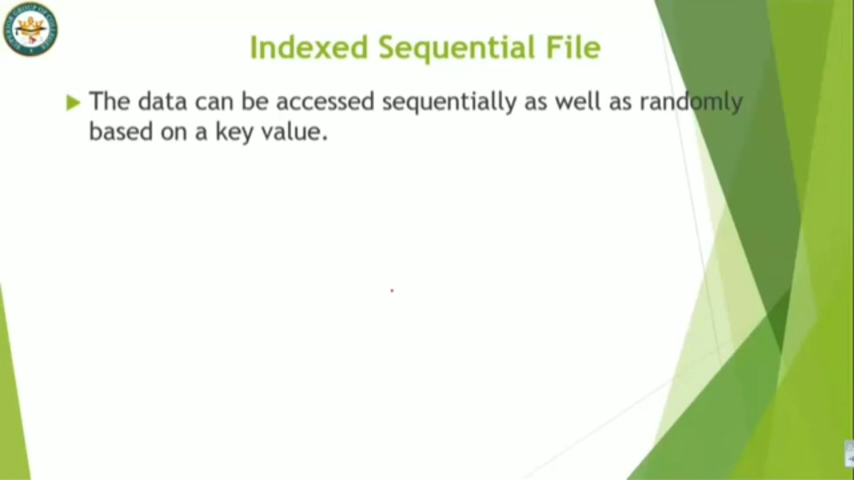 Indexed Sequential File
The data can be accessed sequentially as well as randomly
based on a key value.